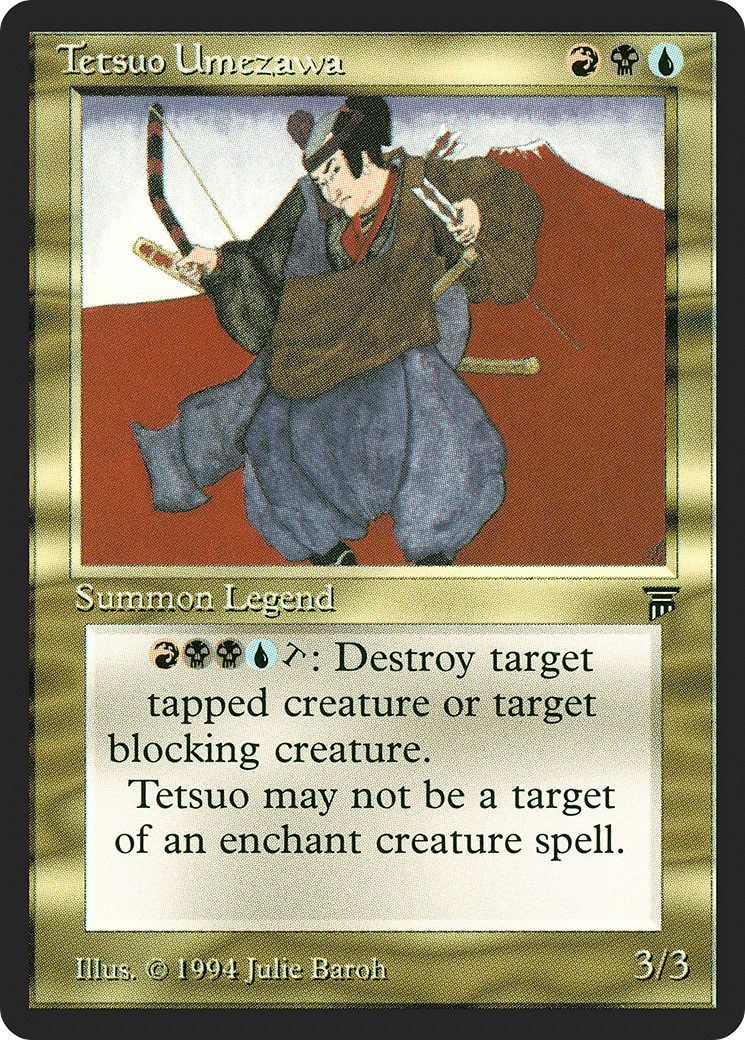 Tetsuo Umezawa
Summon Legend
: Destroy target
tapped creature or target
blocking creature.
Tetsuo may not be a target
of an enchant creature spell.
Illus. © 1994 Julie Baroh
3/3